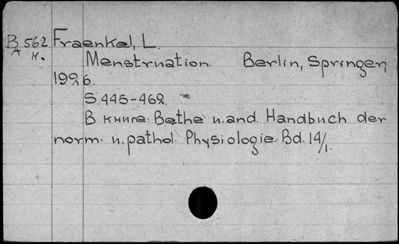 B 562 Fraenkel, L.
A н.
Menstruation. Berlin, Springer,
1926.
S. 445-462.
В книге: Bethe u. and. Handbuch der
norm. u. pathol. Physiologie. Bd. 14/1.